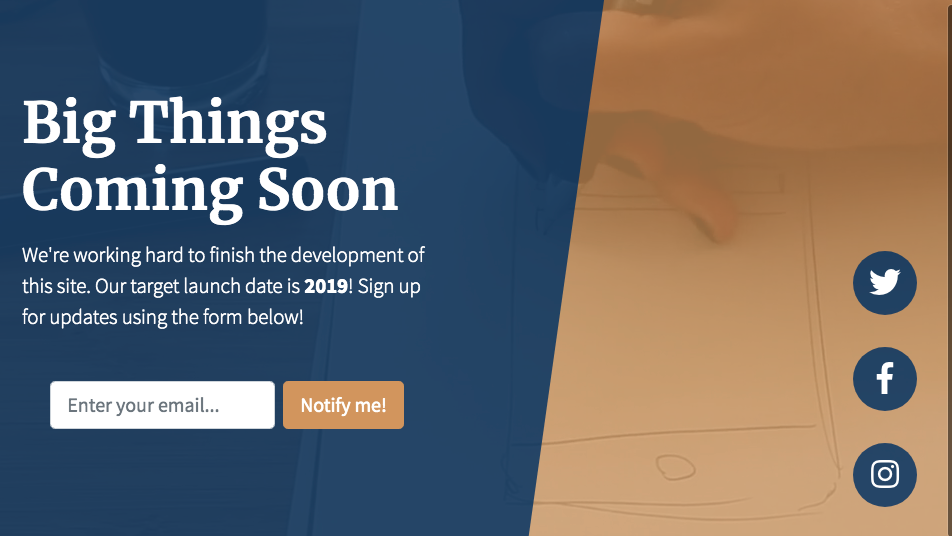 Big Things
Coming Soon
We're working hard to finish the development of
this site. Our target launch date is 2019! Sign up
for updates using the form below!
Enter your email...
Notify me!